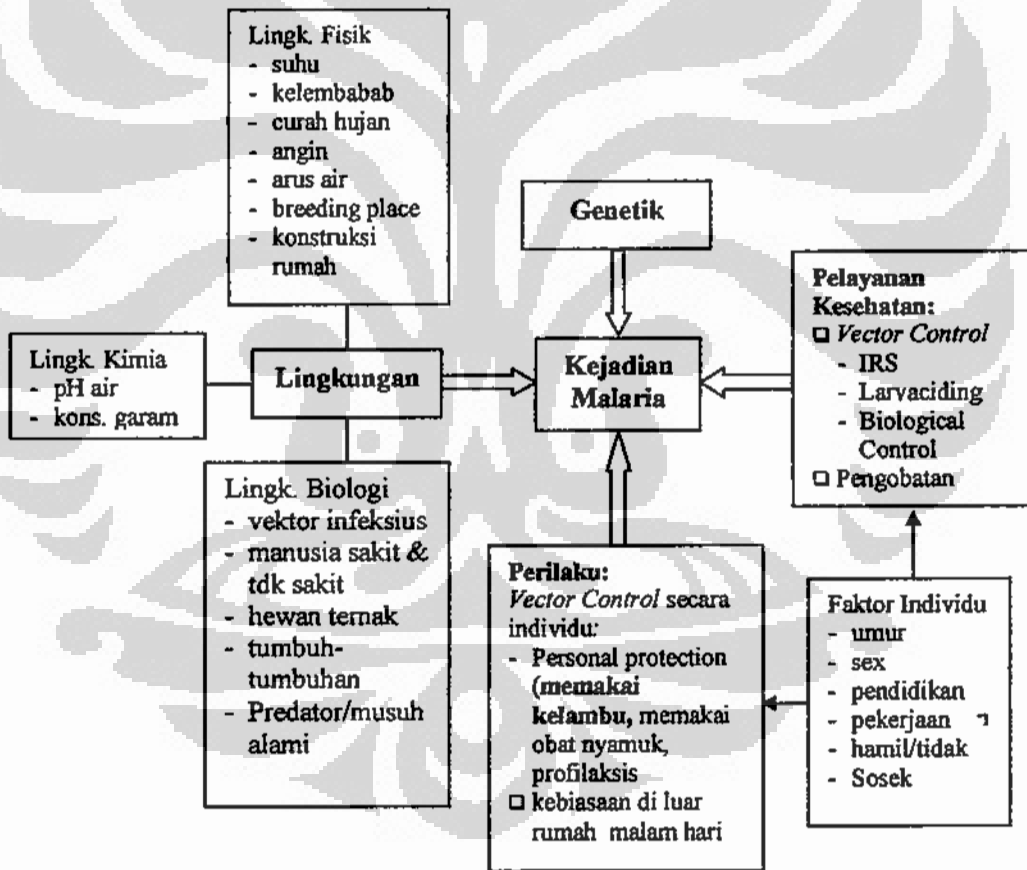 Lingk. Fisik
- suhu
- kelembabab
- curah hujan
- angin
- arus air
- breeding place
- konstruksi
rumah
Genetik
Pelayanan
Kesehatan:
❑ Vector Control
- IRS
- Larvaciding
- Biological
Control
❑ Pengobatan
Lingk. Kimia
- pH air
- kons. garam
Lingkungan
Kejadian
Malaria
Lingk. Biologi
- vektor infeksius
- manusia sakit &
tdk sakit
- hewan ternak
- tumbuh-
tumbuhan
- Predator/musuh
alami
Perilaku:
Vector Control secara
individu:
- Personal protection
(memakai
kelambu, memakai
obat nyamuk,
profilaksis
❑ kebiasaan di luar
rumah malam hari
Faktor Individu
- umur
- sex
- pendidikan
- pekerjaan
- hamil/tidak
- Sosek